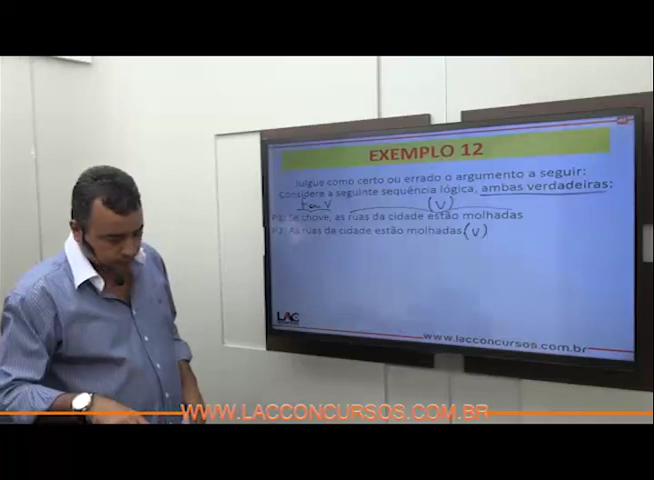 EXEMPLO 12
Julgue como certo ou errado o argumento a seguir:
Considere a seguinte sequência lógica, ambas verdadeiras:
(V)
P1: Se chove, as ruas da cidade estão molhadas
P2: As ruas da cidade estão molhadas (V)
LAC
www.lacconcursos.com.br
WWW.LACCONCURSOS.COM.BR